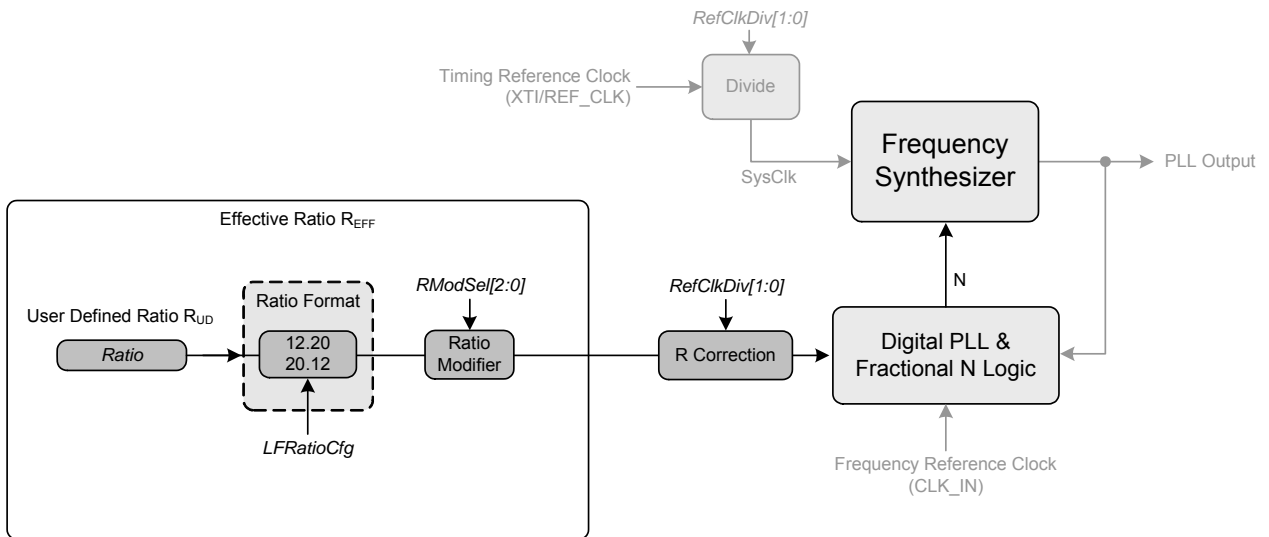 RefClkDiv[1:0]
Timing Reference Clock
(XTI/REF_CLK)
Divide
Frequency
Synthesizer
PLL Output
SysClk
Effective Ratio REFF
N
RModSel[2:0]
RefClkDiv[1:0]
Ratio Format
User Defined Ratio RUD
Ratio
12.20
20.12
Ratio
Modifier
R Correction
Digital PLL &
Fractional N Logic
LFRatioCfg
Frequency Reference Clock
(CLK_IN)